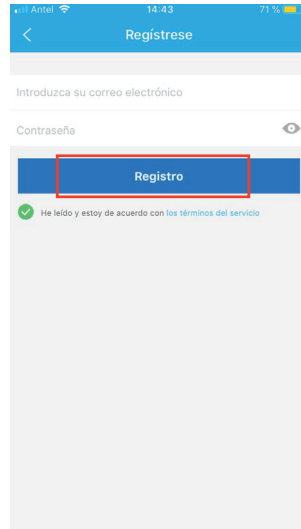 Antel 14:43 71 %
Regístrese
Introduzca su correo electrónico
Contraseña
Registro
He leído y estoy de acuerdo con los términos del servicio